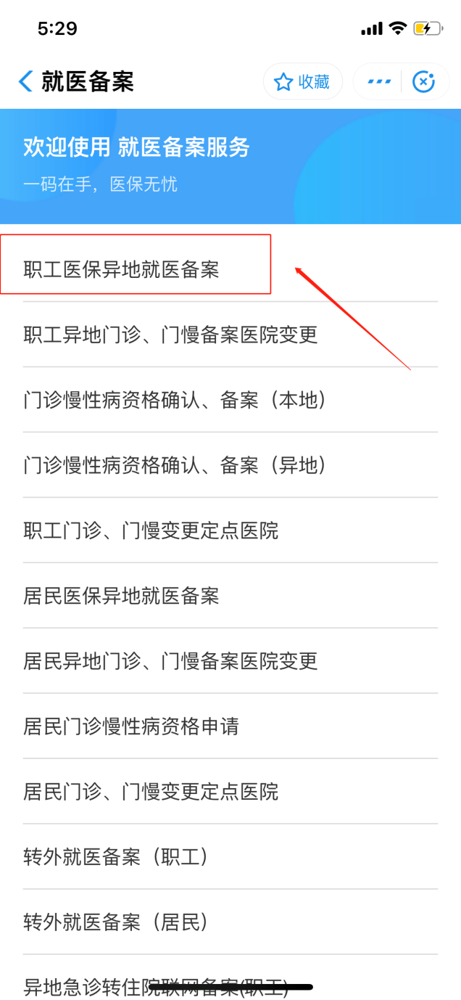 5:29
就医备案
收藏
欢迎使用 就医备案服务
一码在手，医保无忧
职工医保异地就医备案
职工异地门诊、门慢备案医院变更
门诊慢性病资格确认、备案（本地）
门诊慢性病资格确认、备案（异地）
职工门诊、门慢变更定点医院
居民医保异地就医备案
居民异地门诊、门慢备案医院变更
居民门诊慢性病资格申请
居民门诊、门慢变更定点医院
转外就医备案（职工）
转外就医备案（居民）
异地急诊转住院联网备案(职工)